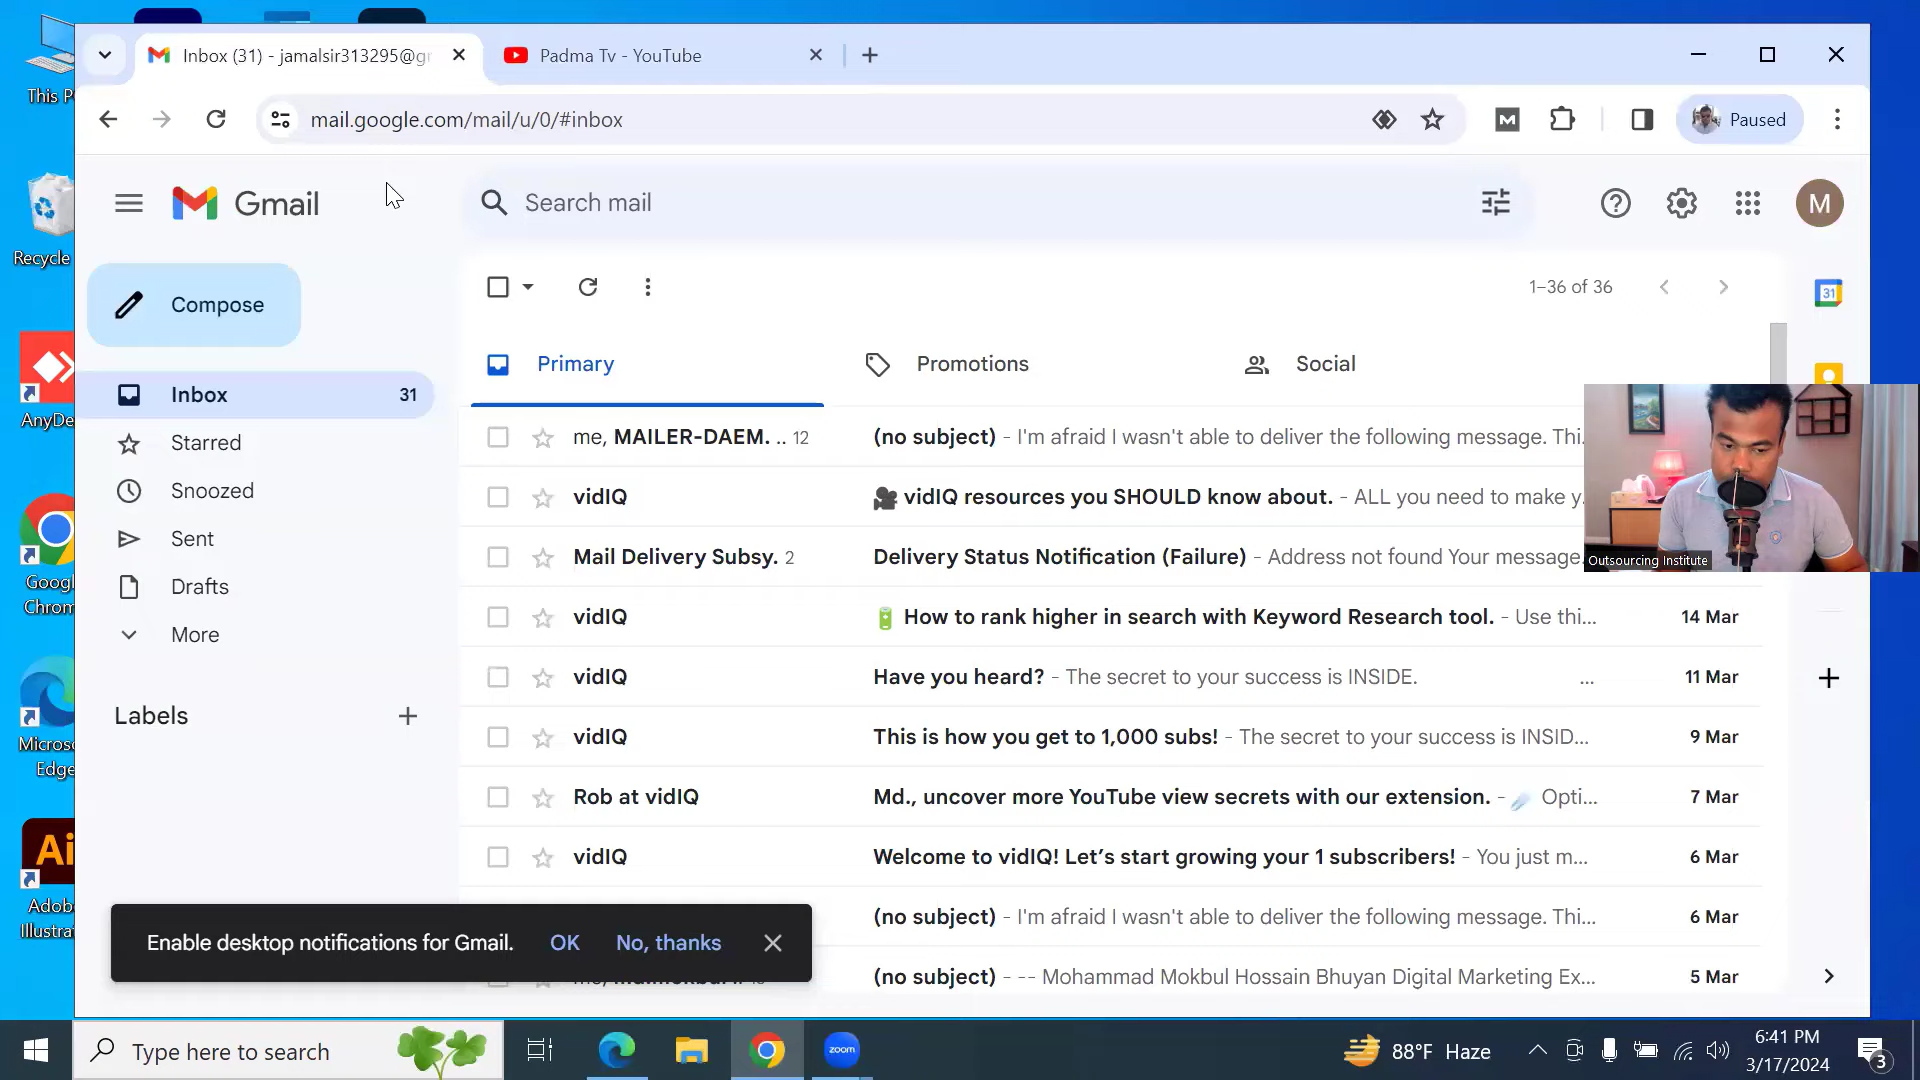 Inbox (31) - jamalsir313295@g
Padma Tv - YouTube
mail.google.com/mail/u/0/#inbox
Paused
Gmail
Search mail
M
Compose
1–36 of 36
31
Primary
Promotions
Social
Inbox 31
Starred
Snoozed
Sent
Drafts
More
Labels
me, MAILER-DAEM. .. 12 (no subject) - I'm afraid I wasn't able to deliver the following message. Thi...
vidIQ vidIQ resources you SHOULD know about. - ALL you need to make y...
Mail Delivery Subsy. 2 Delivery Status Notification (Failure) - Address not found Your message
vidIQ How to rank higher in search with Keyword Research tool. - Use thi... 14 Mar
vidIQ Have you heard? - The secret to your success is INSIDE. ... 11 Mar
vidIQ This is how you get to 1,000 subs! - The secret to your success is INSID... 9 Mar
Rob at vidIQ Md., uncover more YouTube view secrets with our extension. - Opti... 7 Mar
vidIQ Welcome to vidIQ! Let's start growing your 1 subscribers! - You just m... 6 Mar
(no subject) - I'm afraid I wasn't able to deliver the following message. Thi... 6 Mar
(no subject) - -- Mohammad Mokbul Hossain Bhuyan Digital Marketing Ex... 5 Mar
Enable desktop notifications for Gmail. OK No, thanks
Outsourcing Institute
This P
Recycle
AnyDe
Googl
Chrom
Micros
Edge
Ai
Adob
Illustra
Type here to search
zoom
88°F Haze
6:41 PM
3/17/2024
3